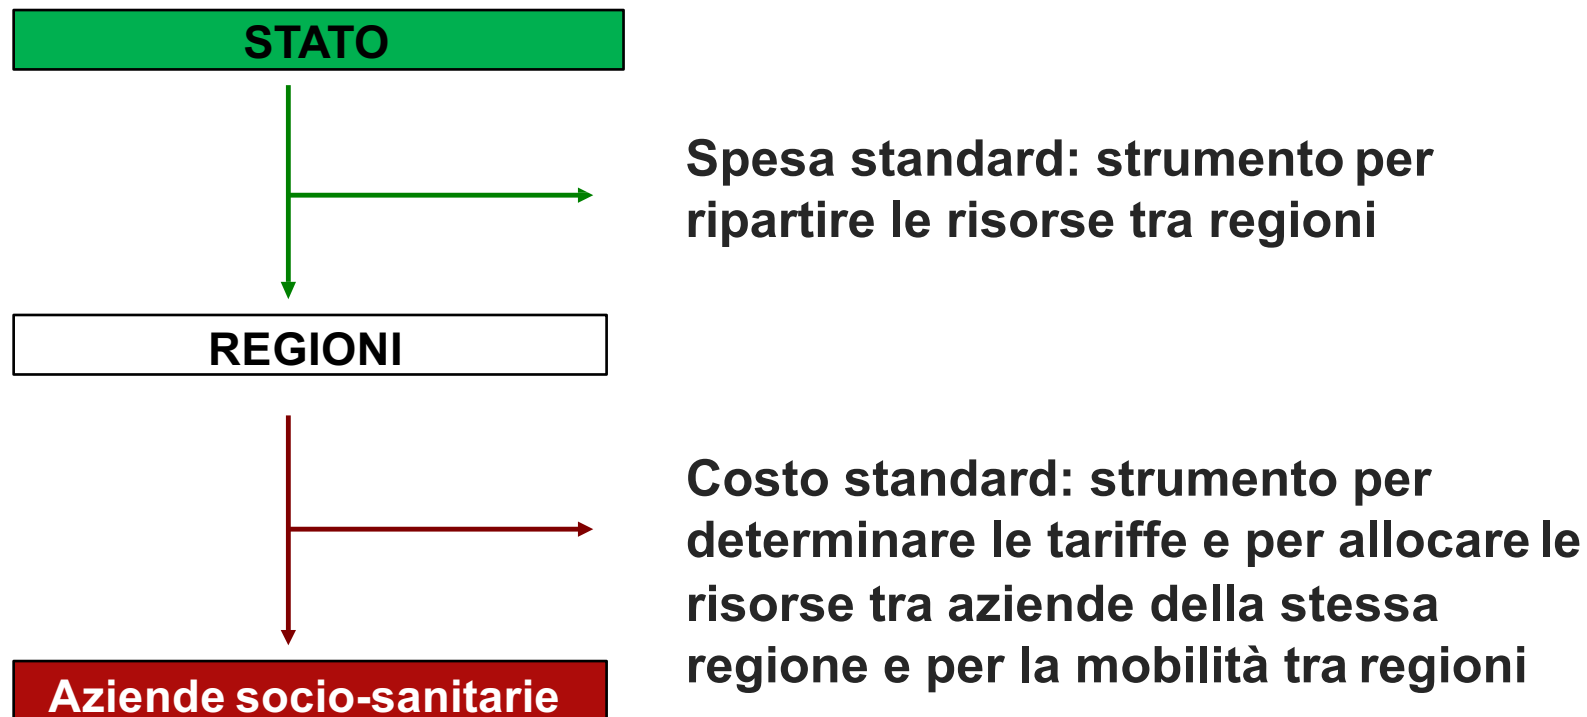 STATO
Spesa standard: strumento per
ripartire le risorse tra regioni
REGIONI
Costo standard: strumento per
determinare le tariffe e per allocare le
risorse tra aziende della stessa
regione e per la mobilità tra regioni
Aziende socio-sanitarie